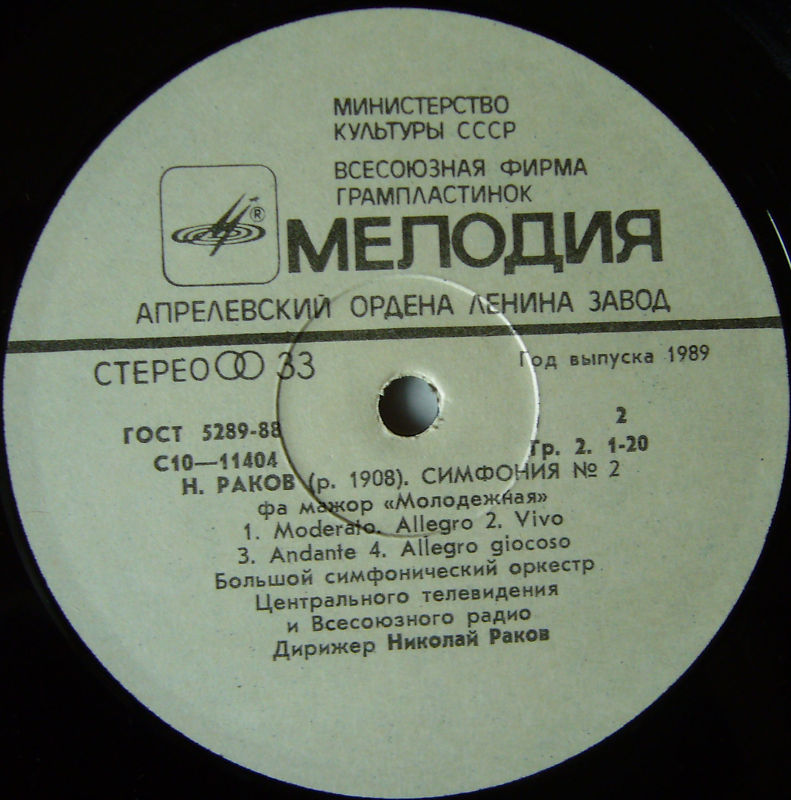 МИНИСТЕРСТВО
КУЛЬТУРЫ СССР
ВСЕСОЮЗНАЯ ФИРМА
ГРАМПЛАСТИНОК
®
МЕЛОДИЯ
АПРЕЛЕВСКИЙ ОРДЕНА ЛЕНИНА ЗАВОД
СТЕРЕО 33
Год выпуска 1989
ГОСТ 5289-88
2
С10—11404
Гр. 2. 1-20
Н. РАКОВ (р. 1908). СИМФОНИЯ № 2
фа мажор «Молодежная»
1. Moderato. Allegro 2. Vivo
3. Andante 4. Allegro giocoso
Большой симфонический оркестр
Центрального телевидения
и Всесоюзного радио
Дирижер Николай Раков